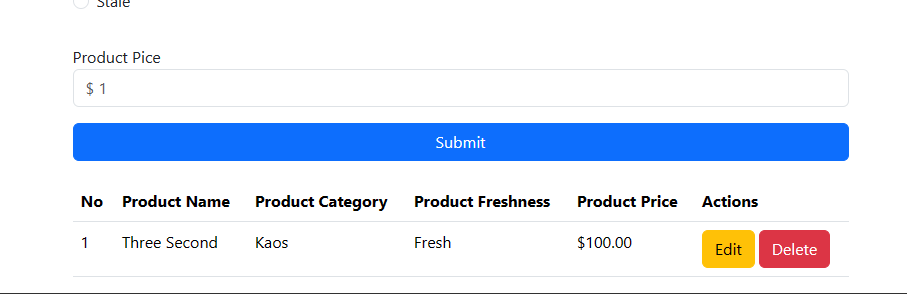 Stale
Product Pice
$ 1
Submit
No Product Name Product Category Product Freshness Product Price Actions
1 Three Second Kaos Fresh $100.00 Edit Delete